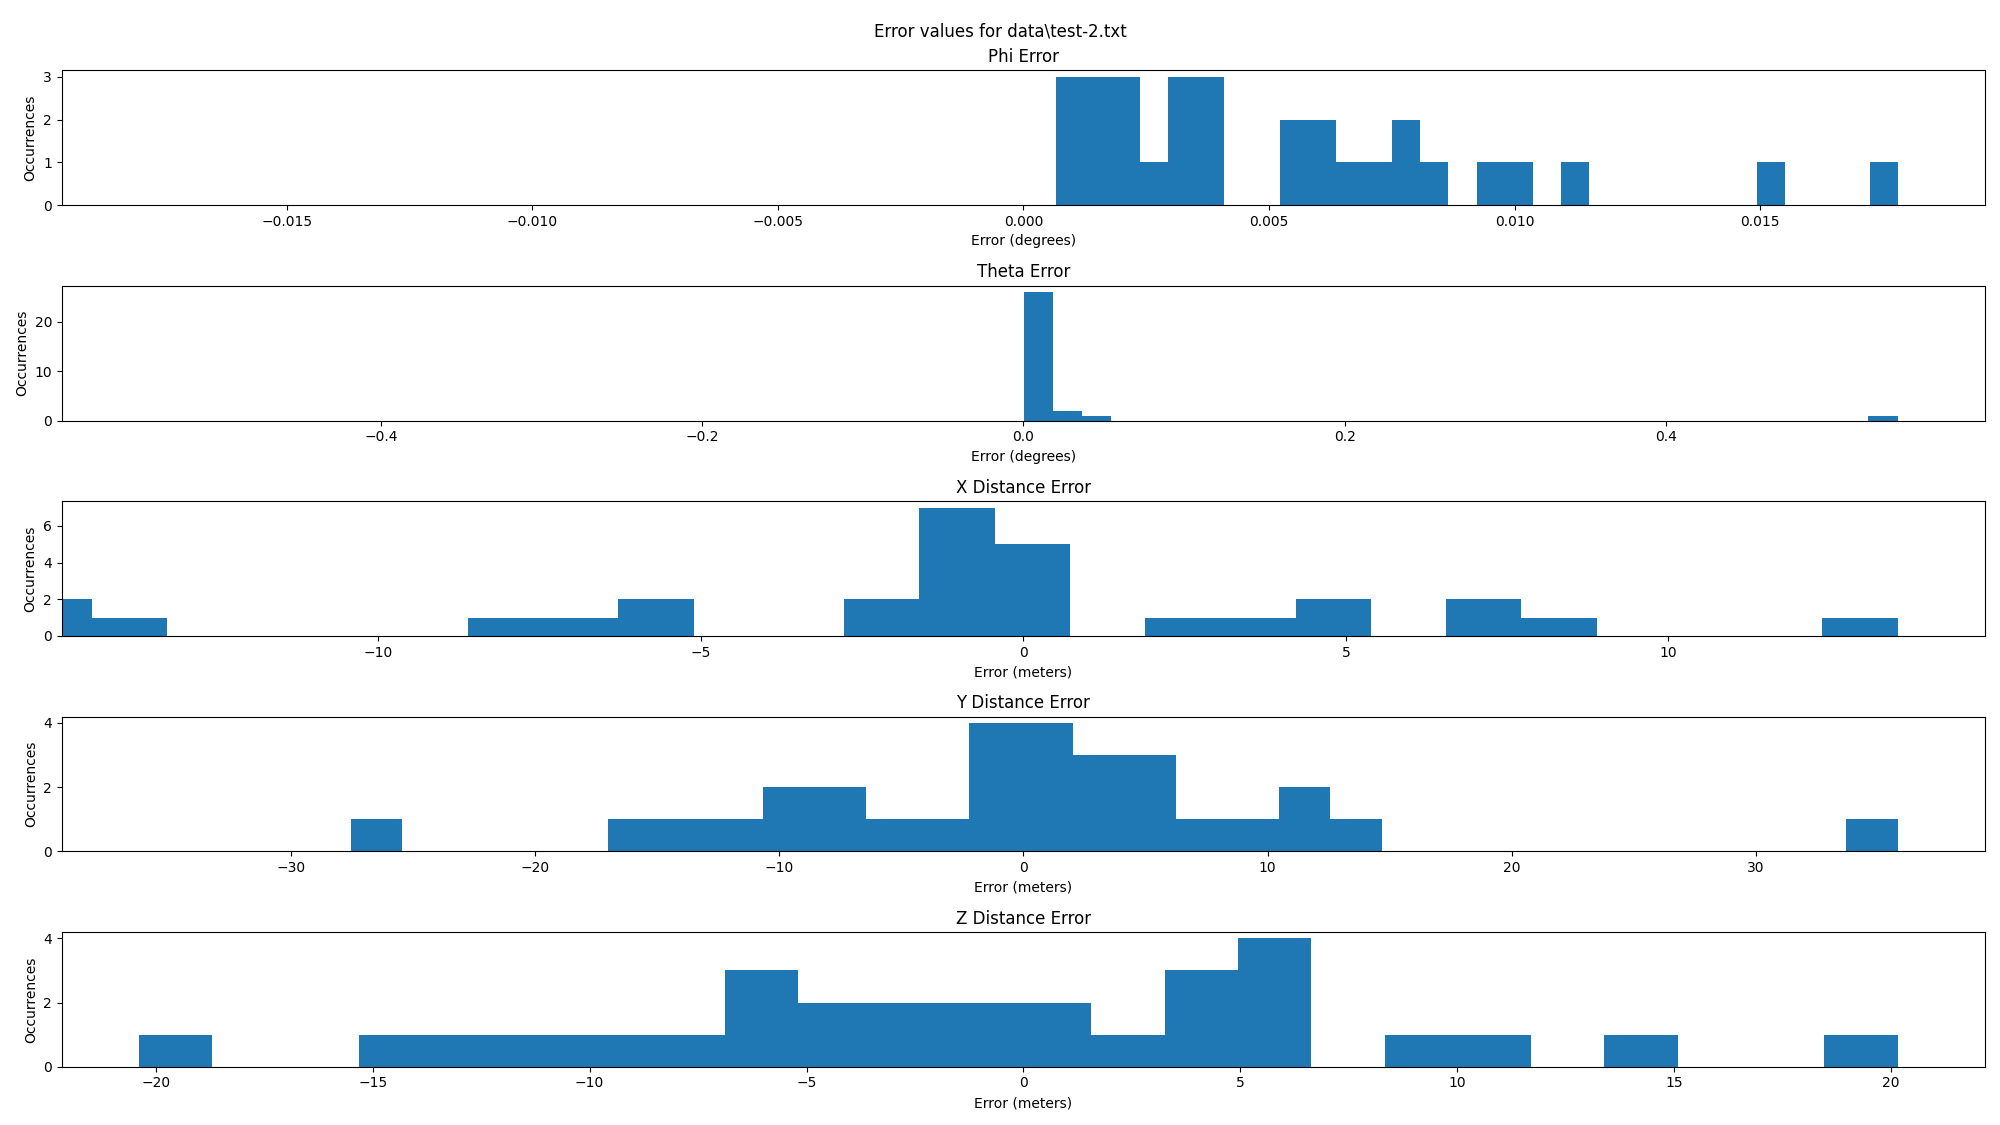 Error values for data\test-2.txt
Phi Error
Occurrences
3
2
1
0
−0.015 −0.010 −0.005 0.000 0.005 0.010 0.015
Error (degrees)
Theta Error
Occurrences
20
10
0
−0.4 −0.2 0.0 0.2 0.4
Error (degrees)
X Distance Error
Occurrences
6
4
2
0
−10 −5 0 5 10
Error (meters)
Y Distance Error
Occurrences
4
2
0
−30 −20 −10 0 10 20 30
Error (meters)
Z Distance Error
Occurrences
4
2
0
−20 −15 −10 −5 0 5 10 15 20
Error (meters)